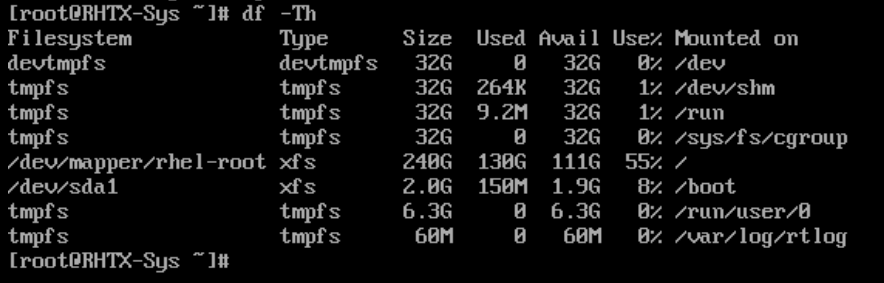 [root@RHTX-Sys ~]# df -Th
Filesystem Type Size Used Avail Use% Mounted on
devtmpfs devtmpfs 32G 0 32G 0% /dev
tmpfs tmpfs 32G 264K 32G 1% /dev/shm
tmpfs tmpfs 32G 9.2M 32G 1% /run
tmpfs tmpfs 32G 0 32G 0% /sys/fs/cgroup
/dev/mapper/rhel-root xfs 240G 130G 111G 55% /
/dev/sda1 xfs 2.0G 150M 1.9G 8% /boot
tmpfs tmpfs 6.3G 0 6.3G 0% /run/user/0
tmpfs tmpfs 60M 0 60M 0% /var/log/rtlog
[root@RHTX-Sys ~]#